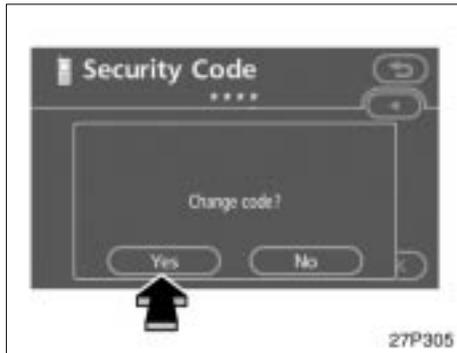 Security Code
****
Change code?
Yes
No
27P305